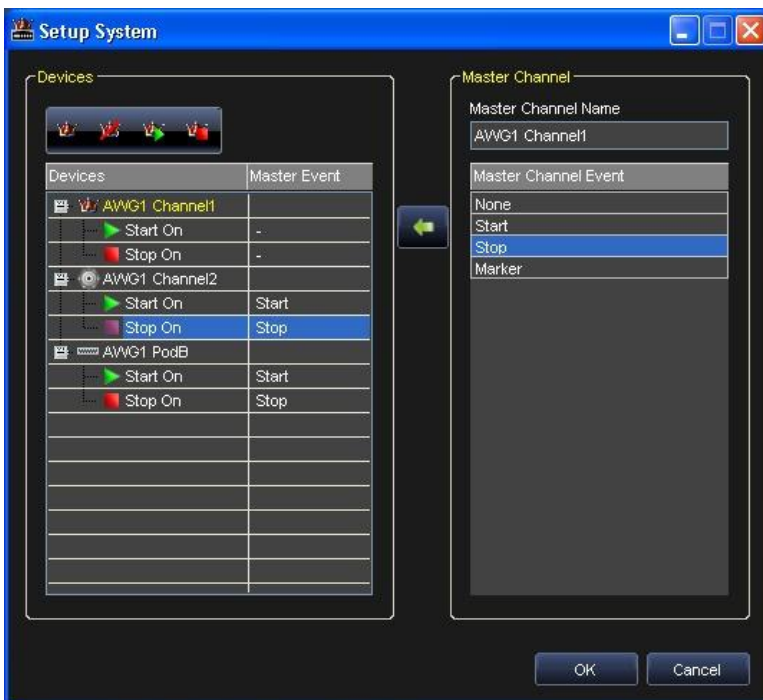 Setup System
Devices
Devices Master Event
AWG1 Channel1
Start On -
Stop On -
AWG1 Channel2
Start On Start
Stop On Stop
AWG1 PodB
Start On Start
Stop On Stop
Master Channel
Master Channel Name
AWG1 Channel1
Master Channel Event
None
Start
Stop
Marker
OK Cancel